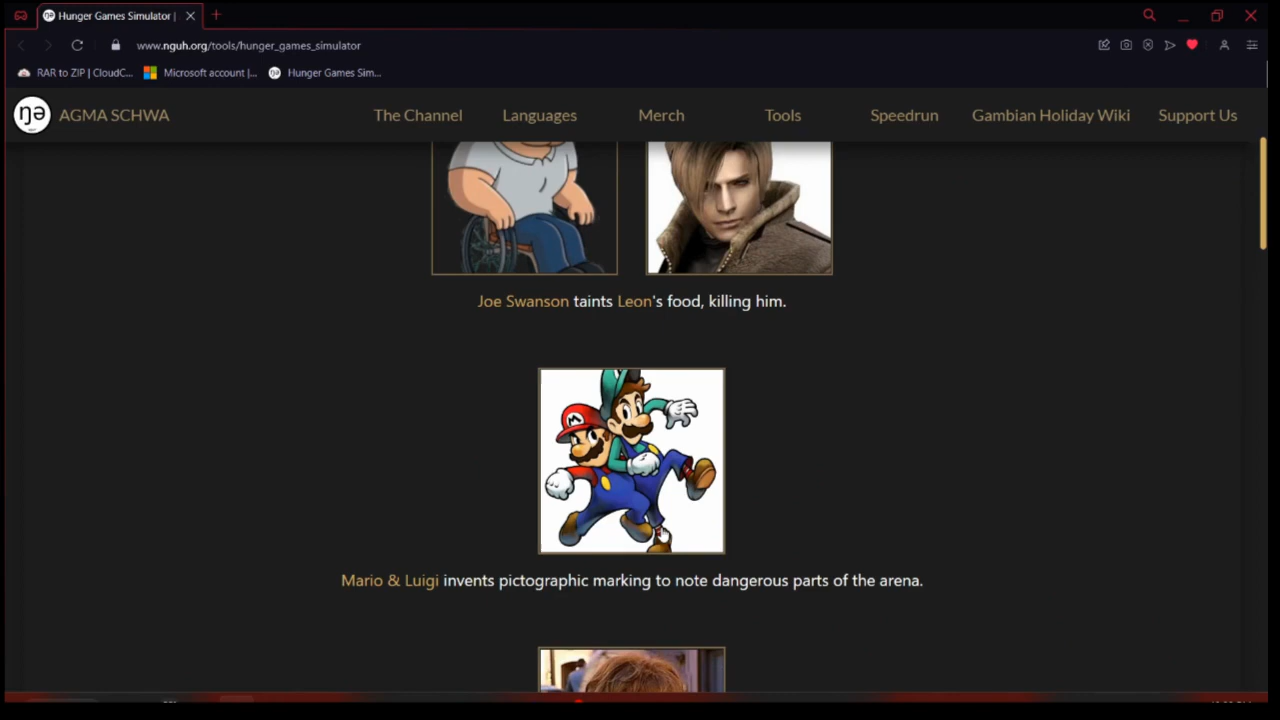 Hunger Games Simulator |
www.nguh.org/tools/hunger_games_simulator
RAR to ZIP | CloudC... Microsoft account |... Hunger Games Sim...
ŋə AGMA SCHWA The Channel Languages Merch Tools Speedrun Gambian Holiday Wiki Support Us
Joe Swanson taints Leon's food, killing him.
M
Mario & Luigi invents pictographic marking to note dangerous parts of the arena.